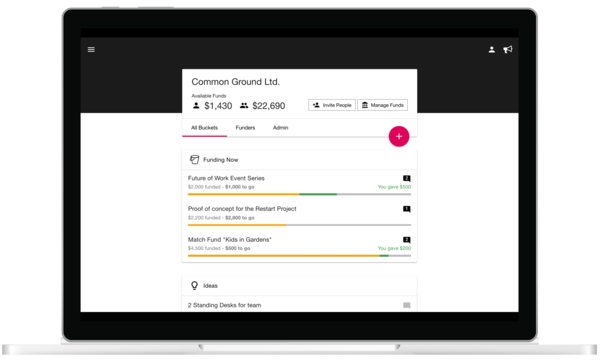 Common Ground Ltd.
Available Funds
$1,430 $22,690
Invite People Manage Funds
All Buckets Funders Admin
+
Funding Now
Future of Work Event Series 2
$2,000 funded - $1,000 to go You gave $500
Proof of concept for the Restart Project 1
$2,200 funded - $2,800 to go
Match Fund "Kids in Gardens" 2
$4,500 funded - $500 to go You gave $200
Ideas
2 Standing Desks for team